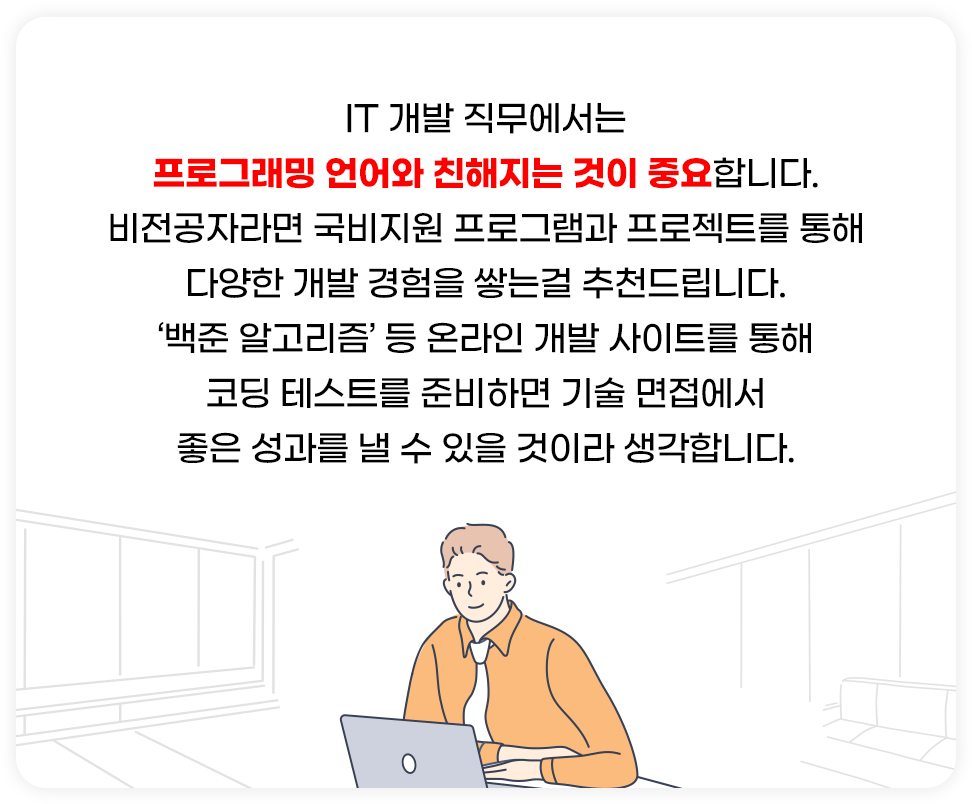 IT 개발 직무에서는
프로그래밍 언어와 친해지는 것이 중요합니다.
비전공자라면 국비지원 프로그램과 프로젝트를 통해
다양한 개발 경험을 쌓는걸 추천드립니다.
‘백준 알고리즘’ 등 온라인 개발 사이트를 통해
코딩 테스트를 준비하면 기술 면접에서
좋은 성과를 낼 수 있을 것이라 생각합니다.